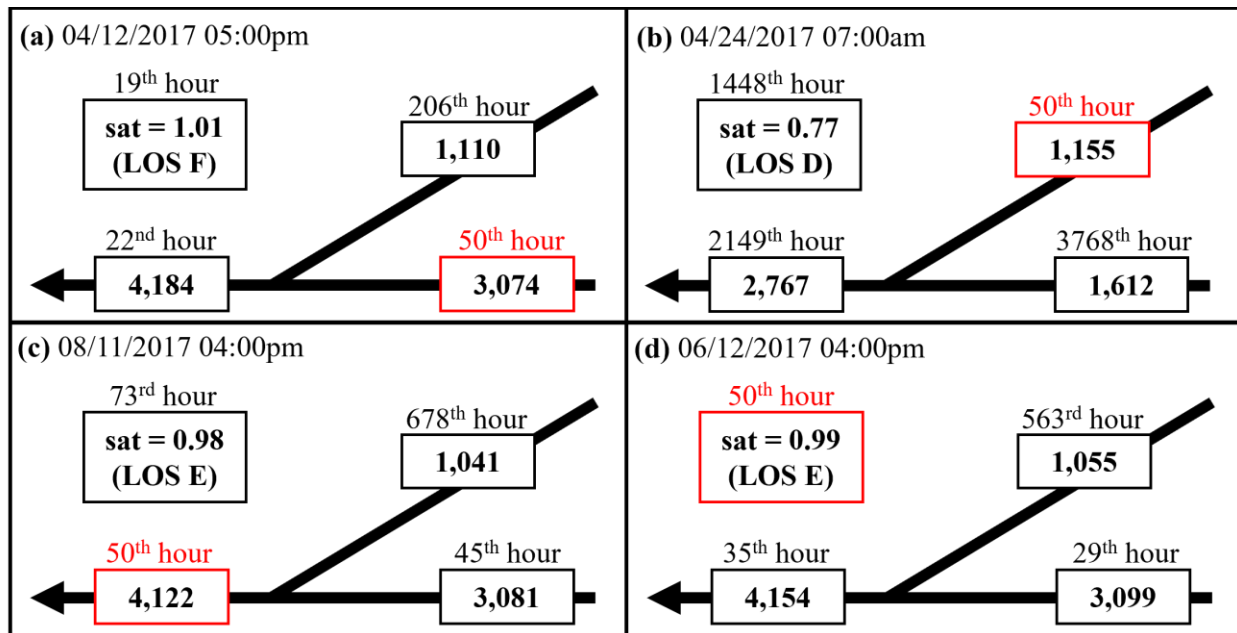 (a) 04/12/2017 05:00pm
19th hour
sat = 1.01
(LOS F)
206th hour
1,110
22nd hour
4,184
50th hour
3,074
(b) 04/24/2017 07:00am
1448th hour
sat = 0.77
(LOS D)
50th hour
1,155
2149th hour
2,767
3768th hour
1,612
(c) 08/11/2017 04:00pm
73rd hour
sat = 0.98
(LOS E)
678th hour
1,041
50th hour
4,122
45th hour
3,081
(d) 06/12/2017 04:00pm
50th hour
sat = 0.99
(LOS E)
563rd hour
1,055
35th hour
4,154
29th hour
3,099